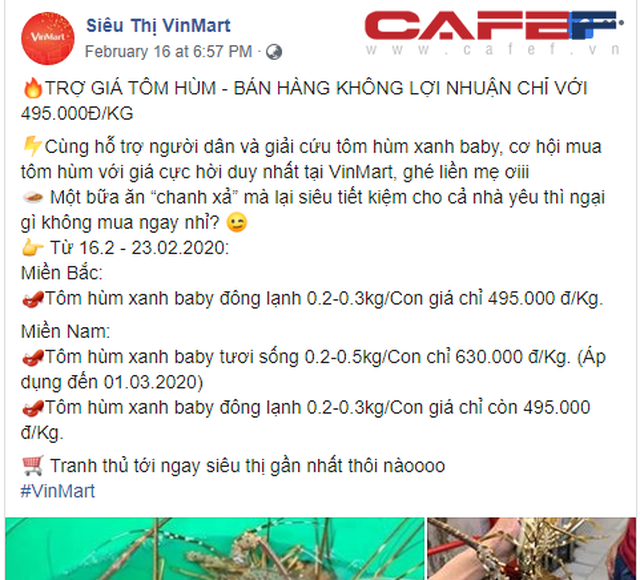 Siêu Thị VinMart
VinMart
February 16 at 6:57 PM ·
CAFEF
www.cafef.vn
🔥TRỢ GIÁ TÔM HÙM - BÁN HÀNG KHÔNG LỢI NHUẬN CHỈ VỚI
495.000Đ/KG
⚡Cùng hỗ trợ người dân và giải cứu tôm hùm xanh baby, cơ hội mua
tôm hùm với giá cực hời duy nhất tại VinMart, ghé liền mẹ ơiii
Một bữa ăn “chanh xả” mà lại siêu tiết kiệm cho cả nhà yêu thì ngại
gì không mua ngay nhỉ? 😉
👉 Từ 16.2 - 23.02.2020:
Miền Bắc:
🦐Tôm hùm xanh baby đông lạnh 0.2-0.3kg/Con giá chỉ 495.000 đ/Kg.
Miền Nam:
🦐Tôm hùm xanh baby tươi sống 0.2-0.5kg/Con chỉ 630.000 đ/Kg. (Áp
dụng đến 01.03.2020)
🦐Tôm hùm xanh baby đông lạnh 0.2-0.3kg/Con giá chỉ còn 495.000
đ/Kg.
🛒 Tranh thủ tới ngay siêu thị gần nhất thôi nàoooo
#VinMart